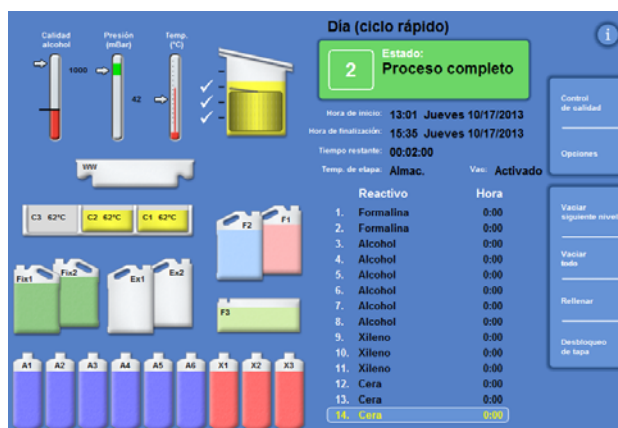 Día (ciclo rápido)
i
Calidad
alcohol
Presión
(mBar)
Temp.
(°C)
1000
42
2
Estado:
Proceso completo
Hora de inicio: 13:01 Jueves 10/17/2013
Hora de finalización: 15:35 Jueves 10/17/2013
Tiempo restante: 00:02:00
Temp. de etapa: Almac. Vac: Activado
Control
de calidad
Opciones
WW
C3 62°C
C2 62°C
C1 62°C
F2
F1
Fix1
Fix2
Ex1
Ex2
F3
A1
A2
A3
A4
A5
A6
X1
X2
X3
Reactivo Hora
1. Formalina 0:00
2. Formalina 0:00
3. Alcohol 0:00
4. Alcohol 0:00
5. Alcohol 0:00
6. Alcohol 0:00
7. Alcohol 0:00
8. Alcohol 0:00
9. Xileno 0:00
10. Xileno 0:00
11. Xileno 0:00
12. Cera 0:00
13. Cera 0:00
14. Cera 0:00
Vaciar
siguiente nivel
Vaciar
todo
Rellenar
Desbloqueo
de tapa